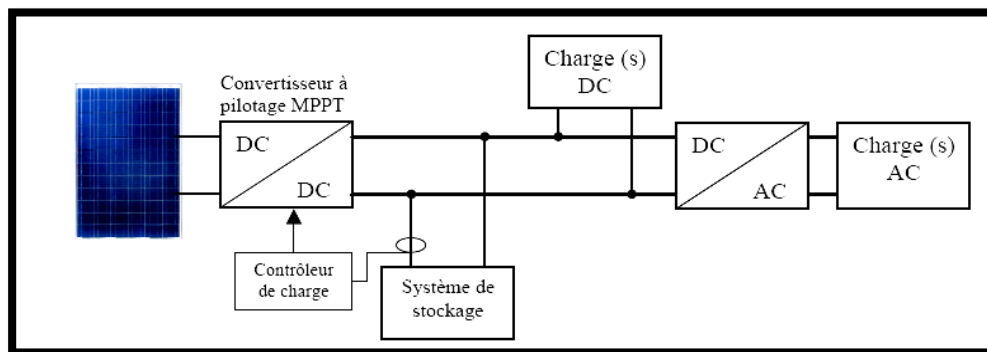 Convertisseur à
pilotage MPPT
DC
DC
Contrôleur
de charge
Système de
stockage
Charge (s)
DC
DC
AC
Charge (s)
AC